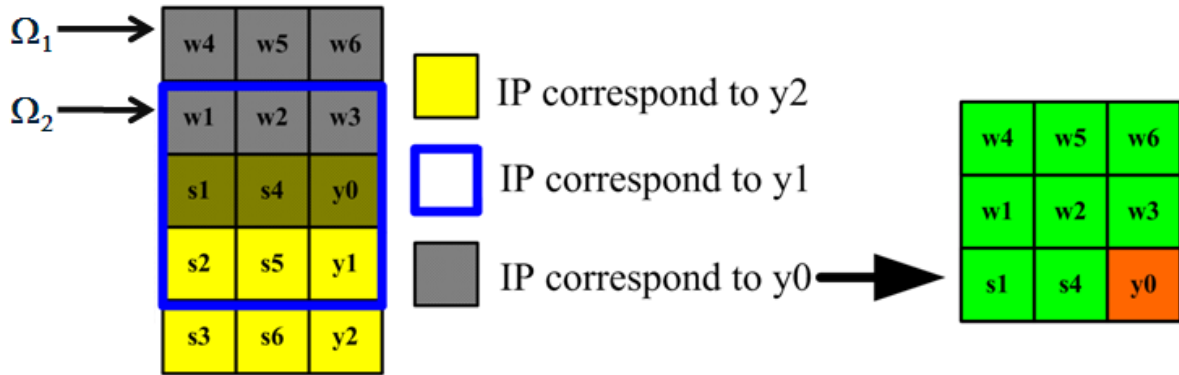 Ω1
w4 w5 w6
Ω2
w1 w2 w3
s1 s4 y0
s2 s5 y1
s3 s6 y2
IP correspond to y2
IP correspond to y1
IP correspond to y0
w4 w5 w6
w1 w2 w3
s1 s4 y0